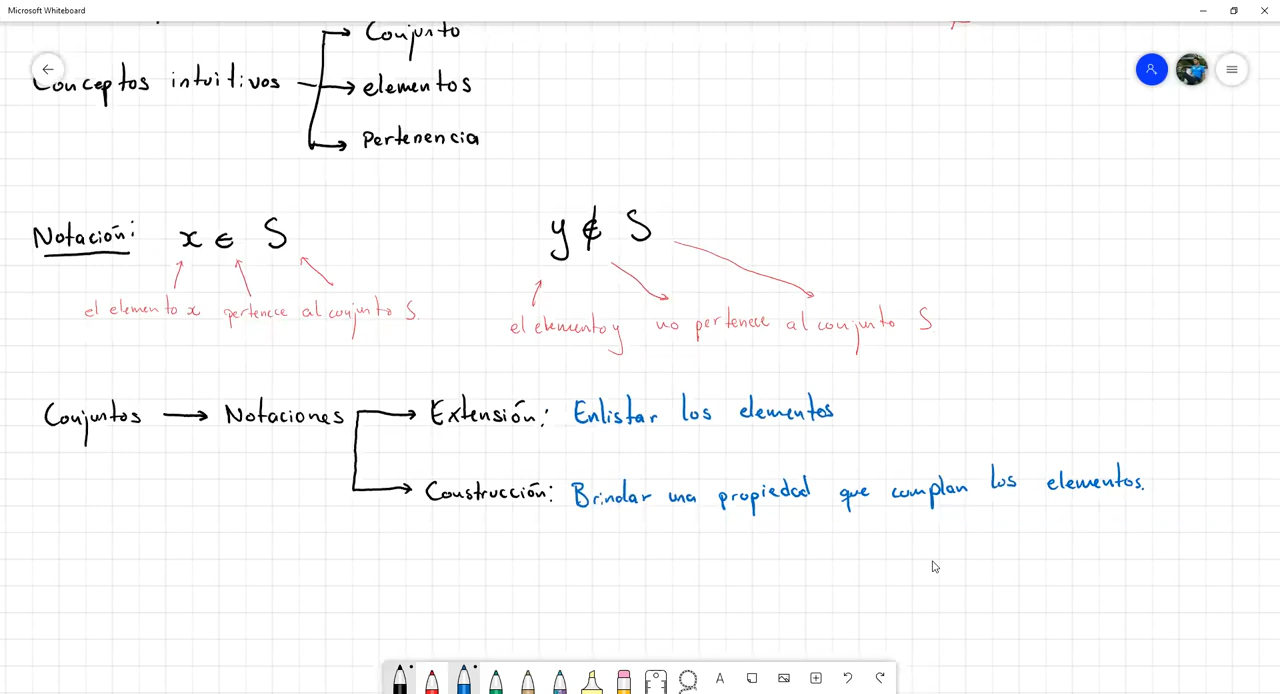 Microsoft Whiteboard
Conjunto
Conceptos intuitivos
elementos
Pertenencia
Notación: x ∈ S
y ∉ S
el elemento x pertenece al conjunto S.
el elemento y no pertenece al conjunto S
Conjuntos → Notaciones → Extensión: Enlistar los elementos
→ Construcción: Brindar una propiedad que cumplan los elementos.
A